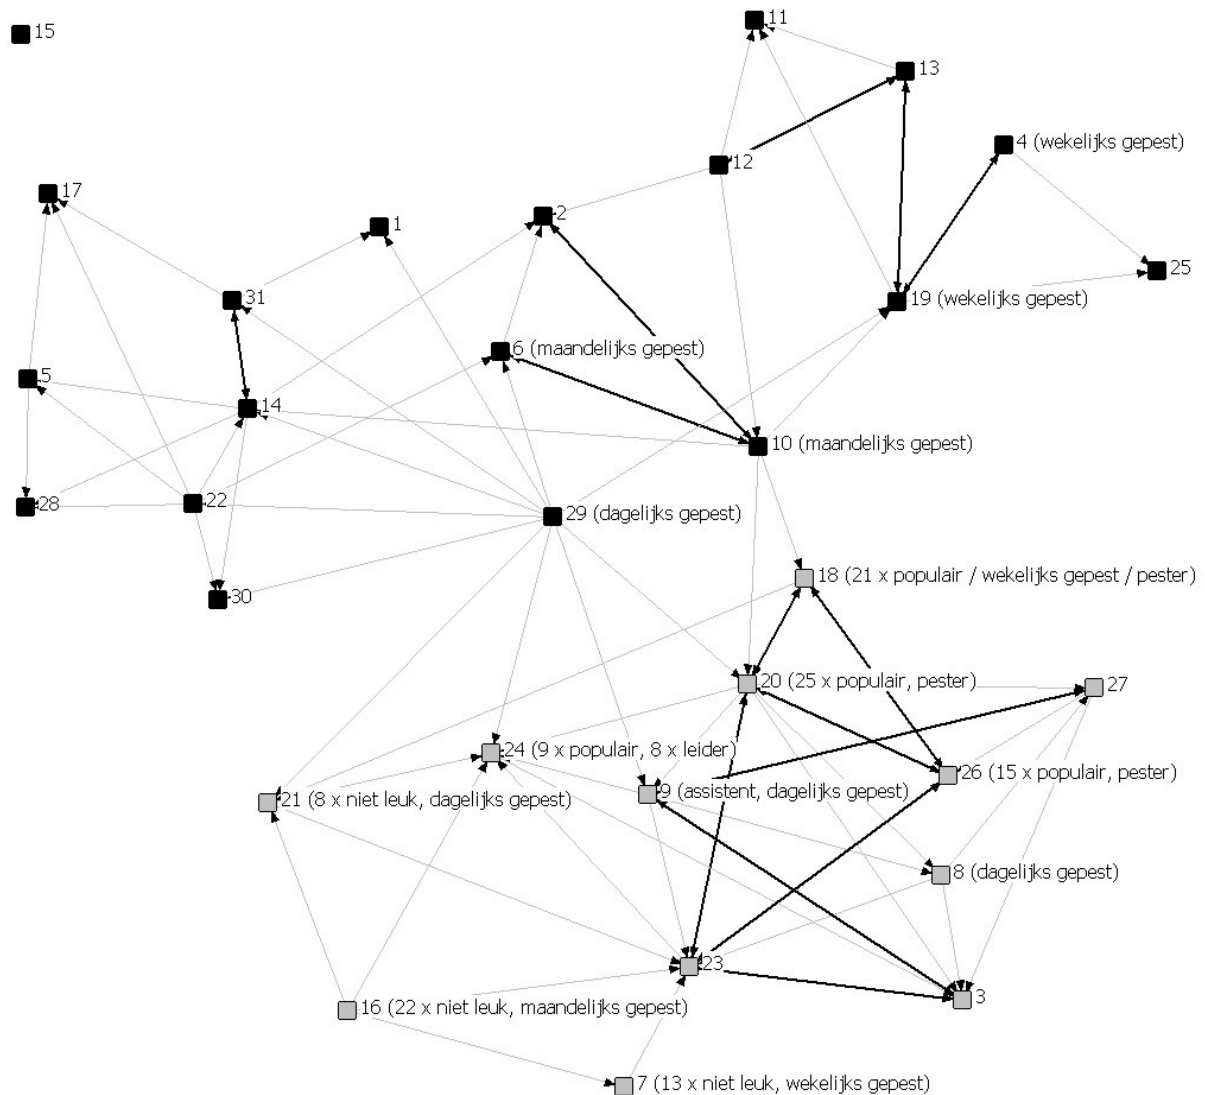 11
15
13
4 (wekelijks gepest)
12
17
2
1
25
31
19 (wekelijks gepest)
6 (maandelijks gepest)
5
14
10 (maandelijks gepest)
22
28
29 (dagelijks gepest)
18 (21 x populair / wekelijks gepest / pester)
30
20 (25 x populair, pester)
27
24 (9 x populair, 8 x leider)
26 (15 x populair, pester)
9 (assistent, dagelijks gepest)
21 (8 x niet leuk, dagelijks gepest)
8 (dagelijks gepest)
23
3
16 (22 x niet leuk, maandelijks gepest)
7 (13 x niet leuk, wekelijks gepest)